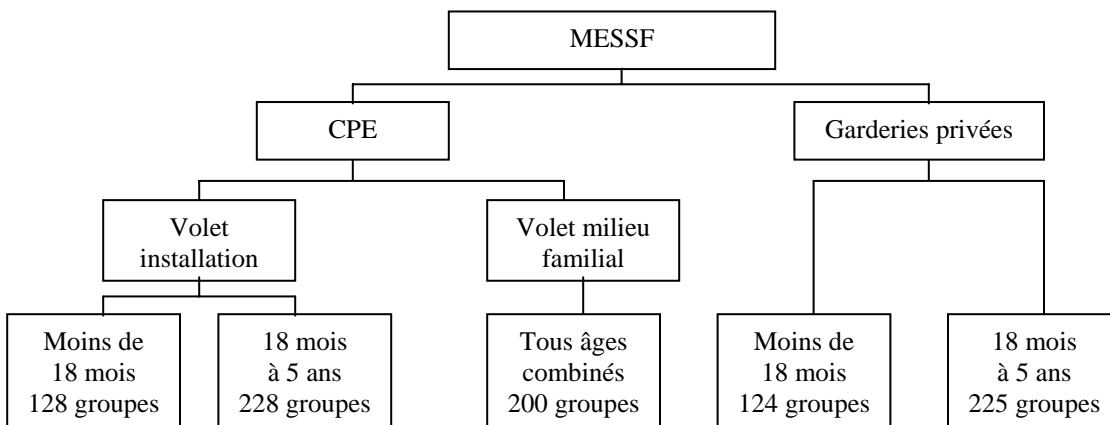 MESSF
CPE
Garderies privées
Volet
installation
Volet milieu
familial
Moins de
18 mois
128 groupes
18 mois
à 5 ans
228 groupes
Tous âges
combinés
200 groupes
Moins de
18 mois
124 groupes
18 mois
à 5 ans
225 groupes